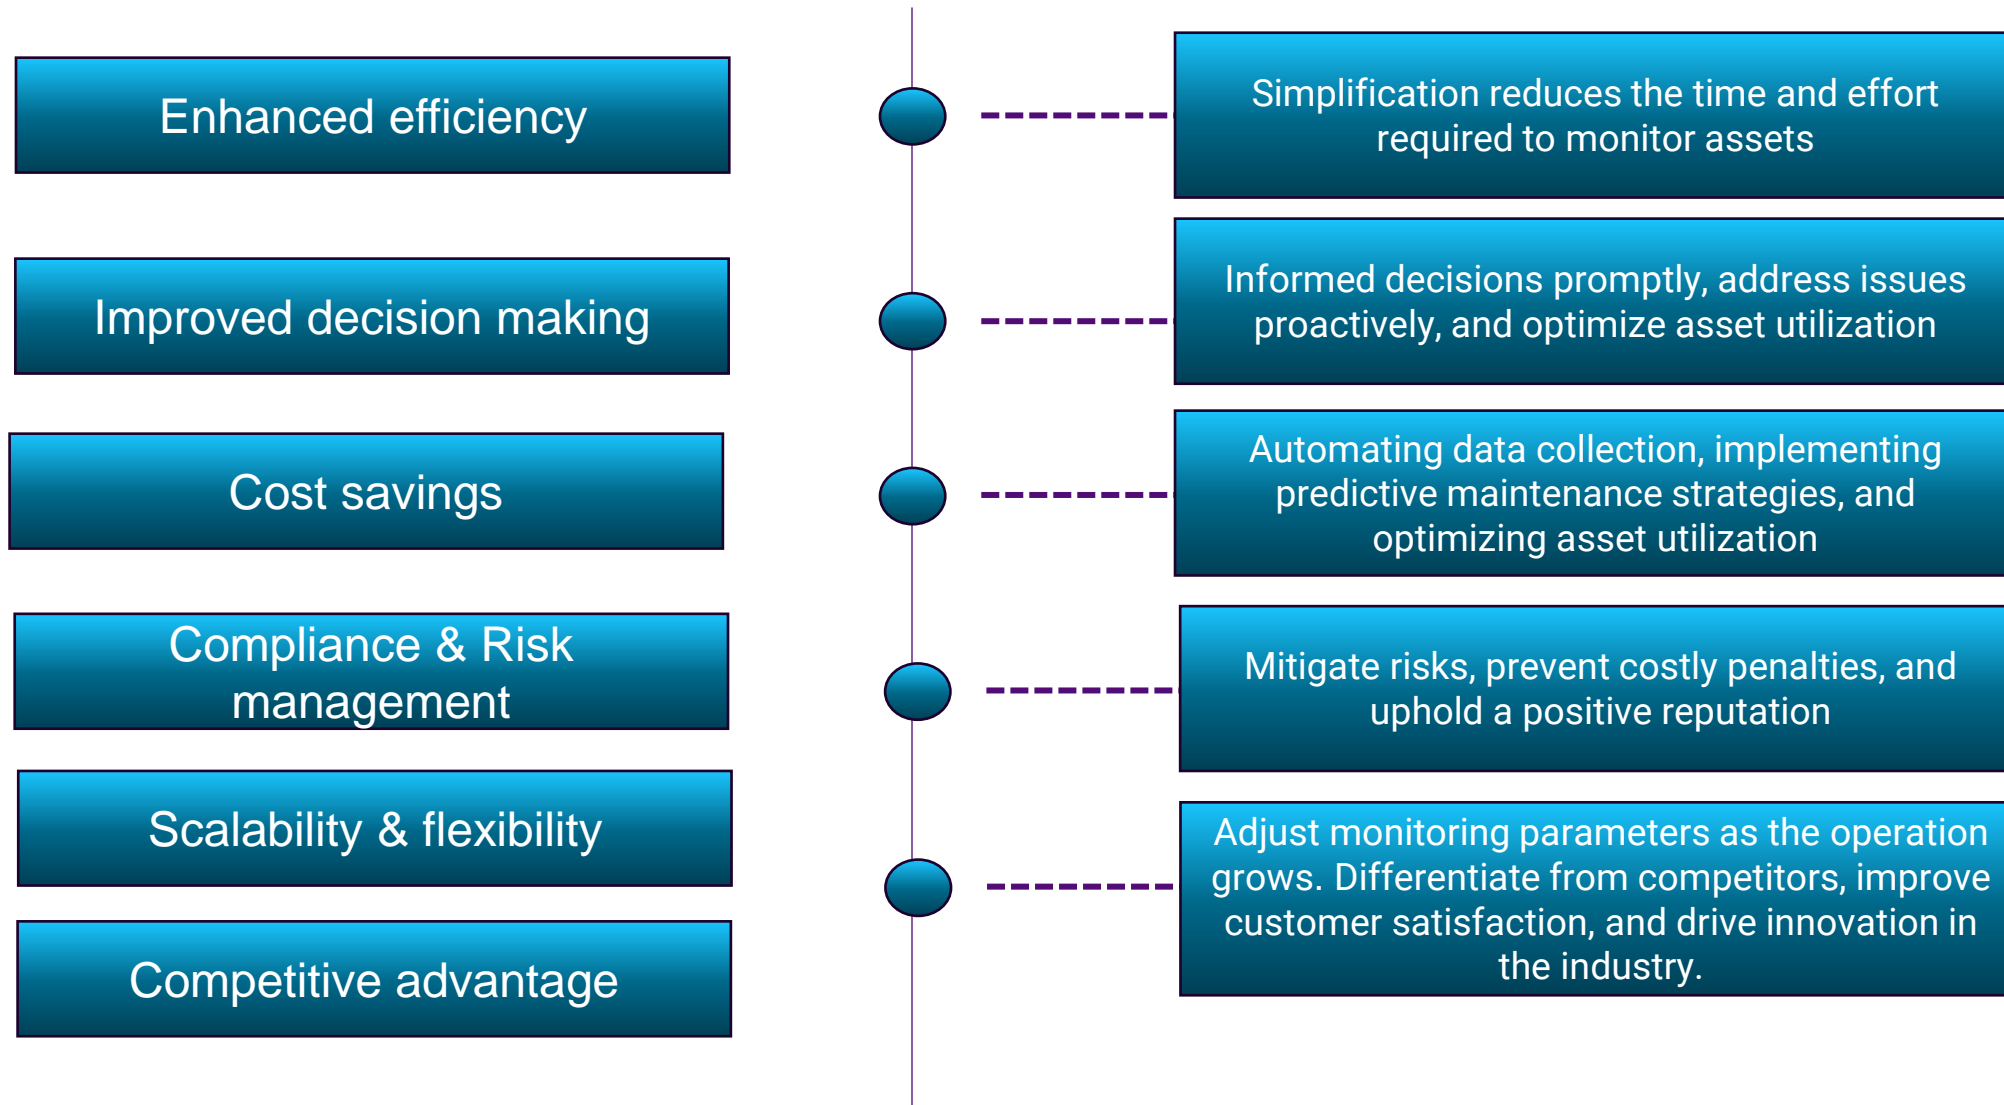 Enhanced efficiency
Simplification reduces the time and effort
required to monitor assets
Improved decision making
Informed decisions promptly, address issues
proactively, and optimize asset utilization
Cost savings
Automating data collection, implementing
predictive maintenance strategies, and
optimizing asset utilization
Compliance & Risk
management
Mitigate risks, prevent costly penalties, and
uphold a positive reputation
Scalability & flexibility
Competitive advantage
Adjust monitoring parameters as the operation
grows. Differentiate from competitors, improve
customer satisfaction, and drive innovation in
the industry.